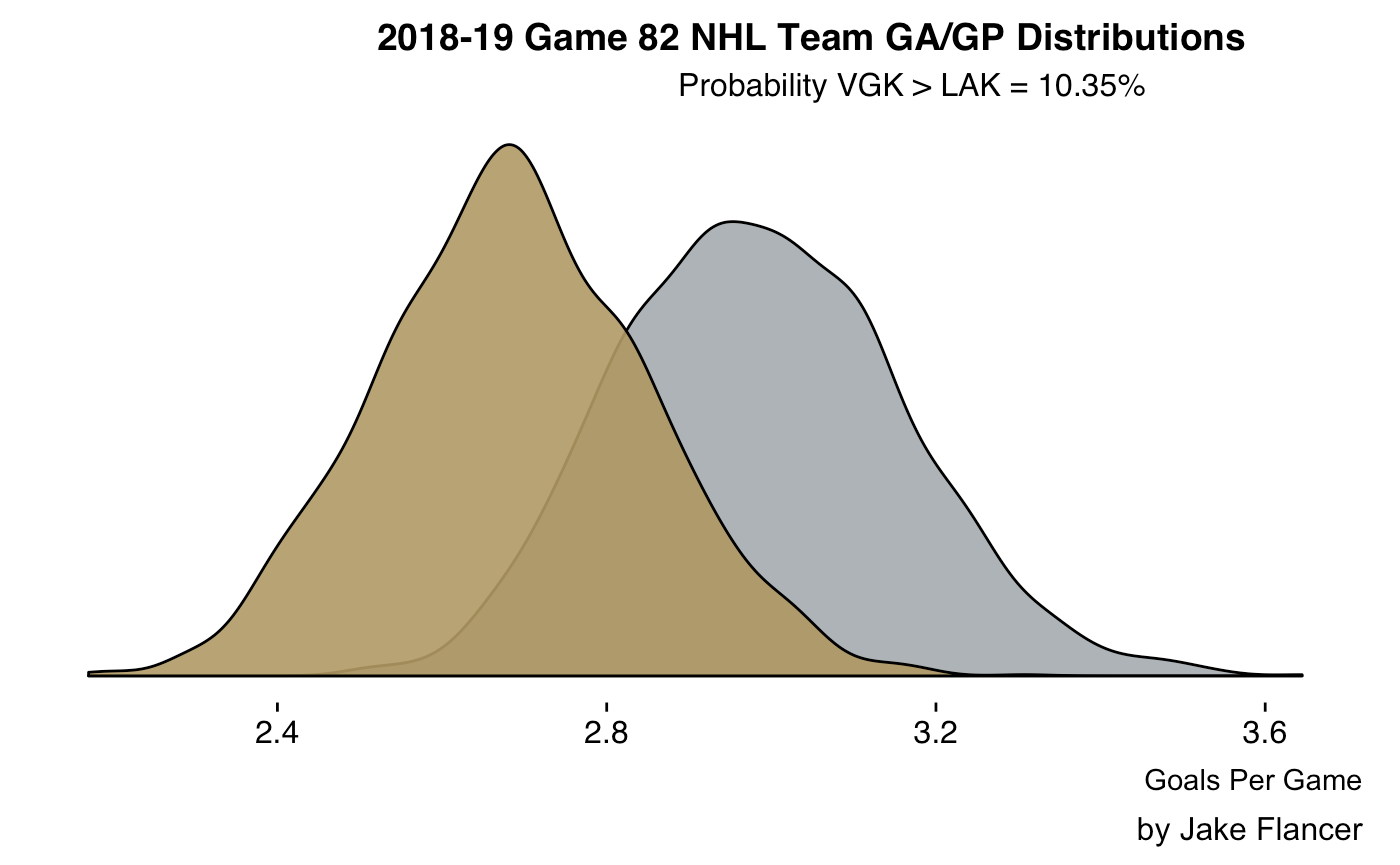 2018-19 Game 82 NHL Team GA/GP Distributions
Probability VGK > LAK = 10.35%
2.4 2.8 3.2 3.6
Goals Per Game
by Jake Flancer